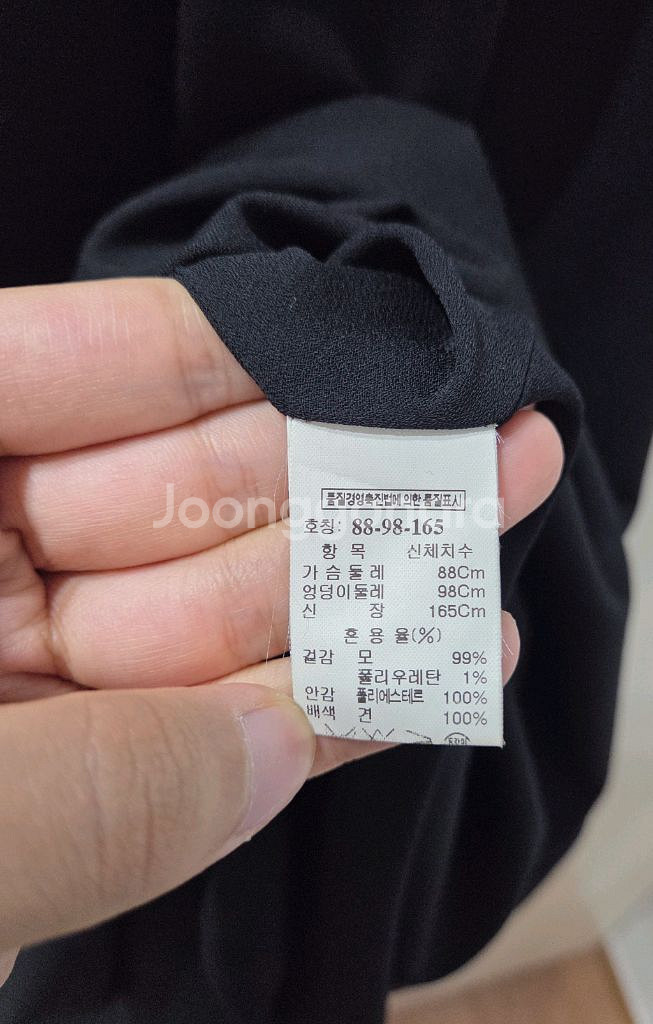 품질경영촉진법에 의한 품질표시
Joonggonara
호칭: 88-98-165
항 목 신체치수
가 슴 둘 레 88Cm
엉덩이둘레 98Cm
신 장 165Cm
혼 용 율(%)
겉감 모 99%
폴리우레탄 1%
안감 폴리에스테르 100%
배색 견 100%